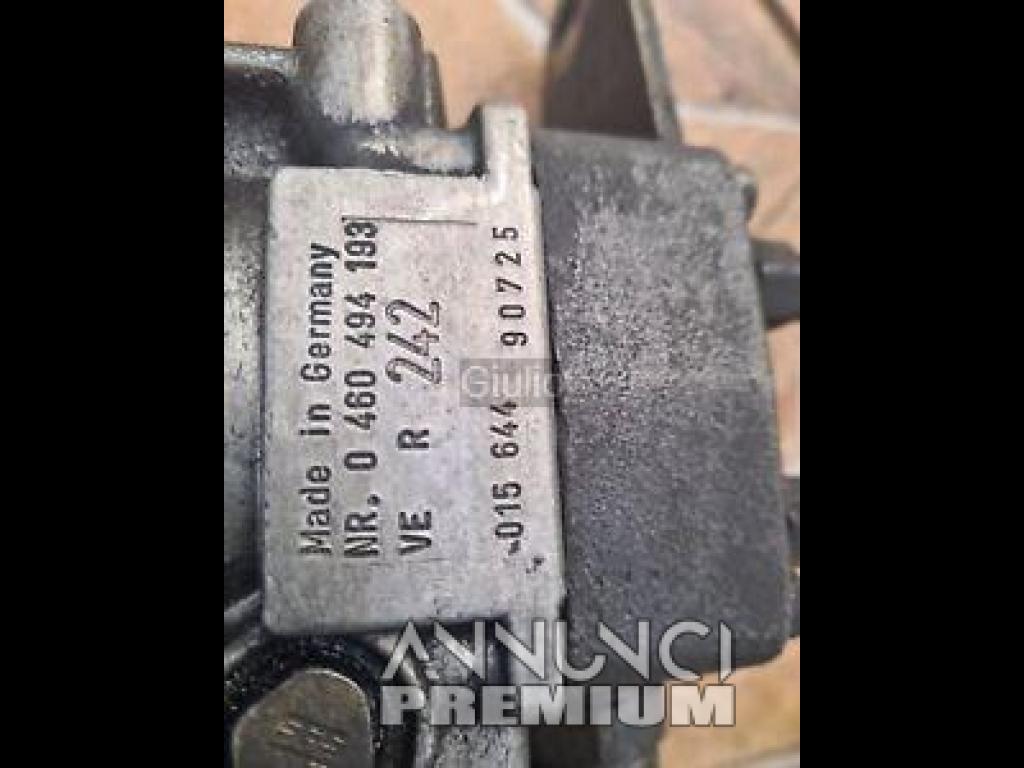 Made in Germany
NR. 0 460 494 193
VE R 242
015 644 90725
Giulio
ANNUNCI
PREMIUM